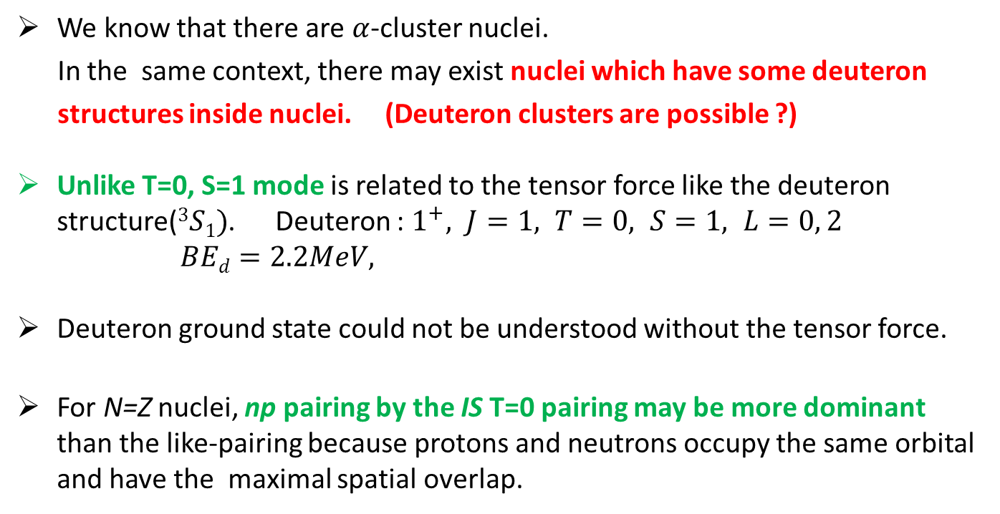 ➢ We know that there are α-cluster nuclei.
In the same context, there may exist nuclei which have some deuteron
structures inside nuclei. (Deuteron clusters are possible ?)
➢ Unlike T=0, S=1 mode is related to the tensor force like the deuteron
structure(³S₁). Deuteron : 1⁺, J = 1, T = 0, S = 1, L = 0, 2
BE_d = 2.2MeV,
➢ Deuteron ground state could not be understood without the tensor force.
➢ For N=Z nuclei, np pairing by the IS T=0 pairing may be more dominant
than the like-pairing because protons and neutrons occupy the same orbital
and have the maximal spatial overlap.